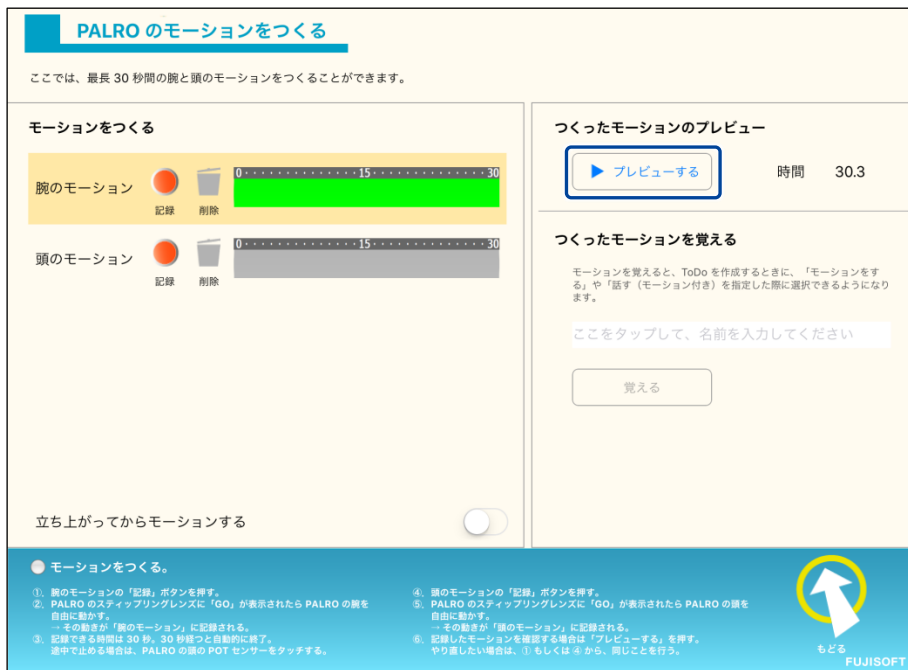 PALRO のモーションをつくる
ここでは、最長 30 秒間の腕と頭のモーションをつくることができます。
モーションをつくる
腕のモーション
記録
削除
0 15 30
頭のモーション
記録
削除
0 15 30
立ち上がってからモーションする
つくったモーションのプレビュー
プレビューする
時間 30.3
つくったモーションを覚える
モーションを覚えると、ToDo を作成するときに、「モーションをす
る」や「話す（モーション付き）を指定した際に選択できるようになり
ます。
ここをタップして、名前を入力してください
覚える
モーションをつくる。
①．腕のモーションの「記録」ボタンを押す。
②．PALRO のスティップリングレンズに「GO」が表示されたら PALRO の腕を
自由に動かす。
→ その動きが「腕のモーション」に記録される。
③．記録できる時間は 30 秒。30 秒経つと自動的に終了。
途中で止める場合は、PALRO の頭の POT センサーをタッチする。
④．頭のモーションの「記録」ボタンを押す。
⑤．PALRO のスティップリングレンズに「GO」が表示されたら PALRO の頭を
自由に動かす。
→ その動きが「頭のモーション」に記録される。
⑥．記録したモーションを確認する場合は「プレビューする」を押す。
やり直したい場合は、① もしくは ④ から、同じことを行う。
もどる
FUJISOFT